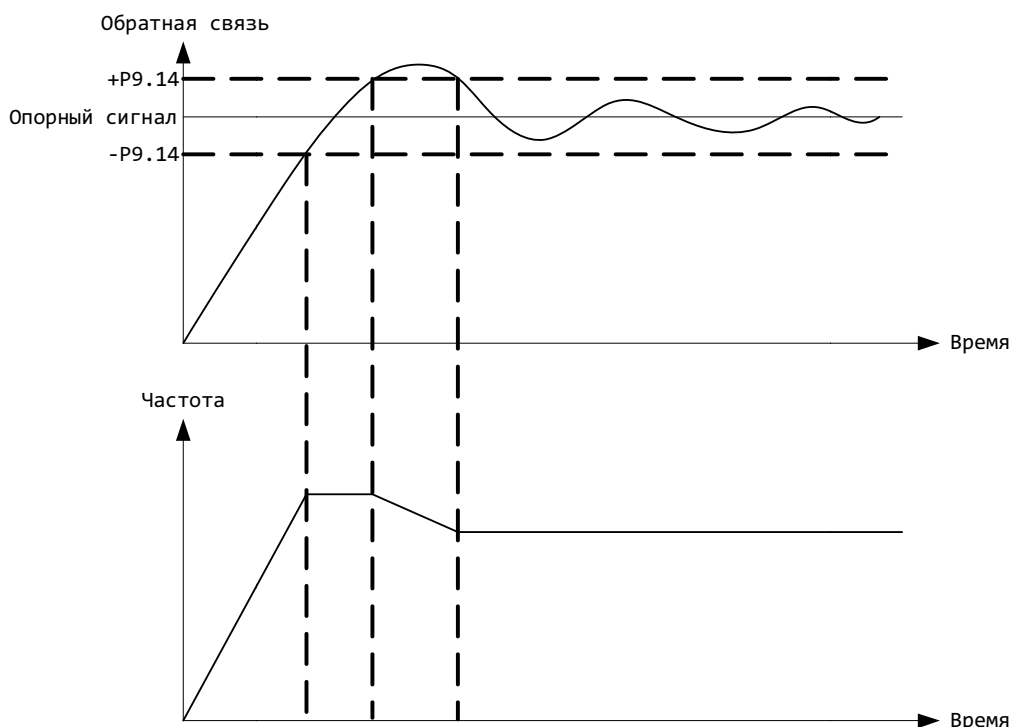 Обратная связь
+P9.14
Опорный сигнал
-P9.14
Время
Частота
Время